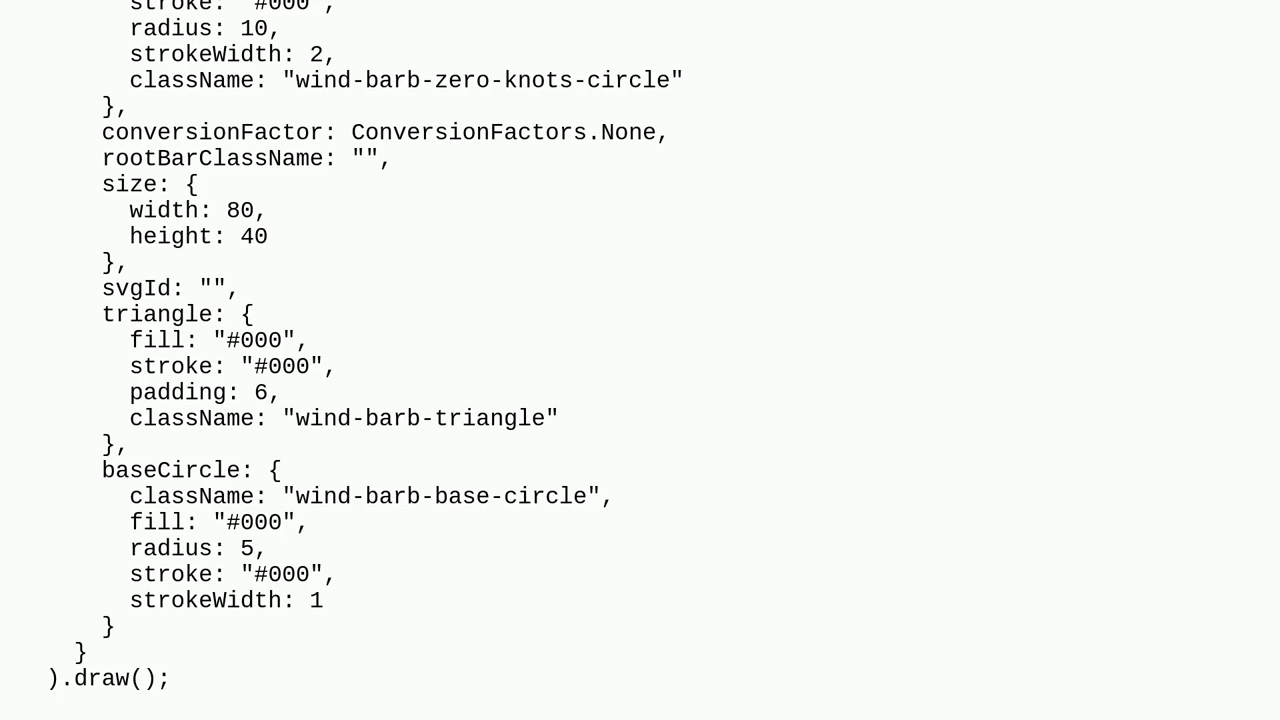 stroke: "#000",
radius: 10,
strokeWidth: 2,
className: "wind-barb-zero-knots-circle"
},
conversionFactor: ConversionFactors.None,
rootBarClassName: "",
size: {
width: 80,
height: 40
},
svgId: "",
triangle: {
fill: "#000",
stroke: "#000",
padding: 6,
className: "wind-barb-triangle"
},
baseCircle: {
className: "wind-barb-base-circle",
fill: "#000",
radius: 5,
stroke: "#000",
strokeWidth: 1
}
}
).draw();